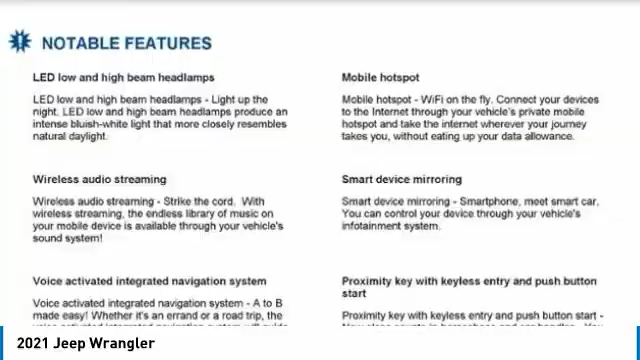 NOTABLE FEATURES
LED low and high beam headlamps
LED low and high beam headlamps - Light up the
night. LED low and high beam headlamps produce an
intense bluish-white light that more closely resembles
natural daylight.
Wireless audio streaming
Wireless audio streaming - Strike the cord. With
wireless streaming, the endless library of music on
your mobile device is available through your vehicle's
sound system!
Voice activated integrated navigation system
Voice activated integrated navigation system - A to B
made easy! Whether it's an errand or a road trip, the
Mobile hotspot
Mobile hotspot - WiFi on the fly. Connect your devices
to the Internet through your vehicle's private mobile
hotspot and take the internet wherever your journey
takes you, without eating up your data allowance.
Smart device mirroring
Smart device mirroring - Smartphone, meet smart car.
You can control your device through your vehicle's
infotainment system.
Proximity key with keyless entry and push button
start
Proximity key with keyless entry and push button start -
2021 Jeep Wrangler